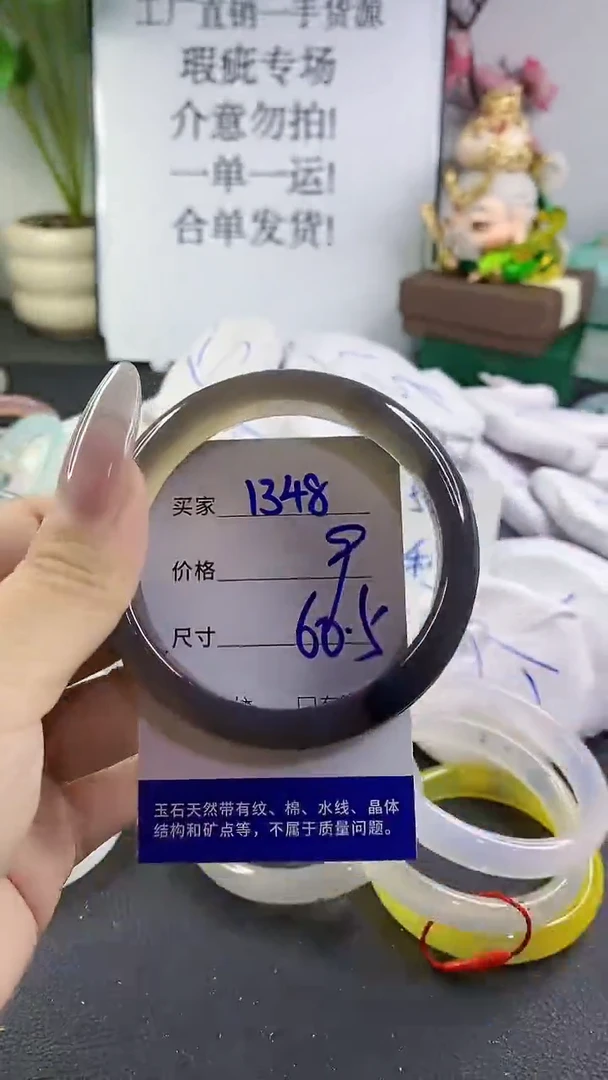 工厂直销一手货源
瑕疵专场
介意勿拍!
一单一运!
合单发货!
买家 1348
价格
尺寸 60.5
玉石天然带有纹、棉、水线、晶体
结构和矿点等，不属于质量问题。